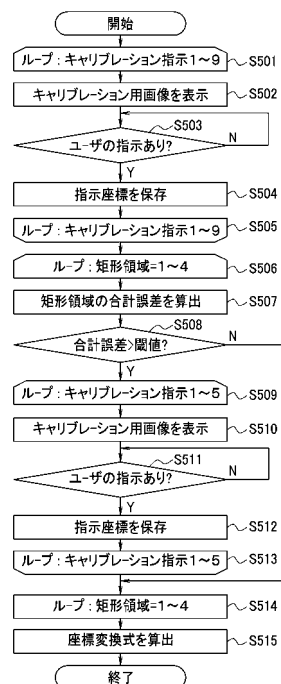 開始
ループ：キャリブレーション指示1～9 S501
キャリブレーション用画像を表示 S502
S503
ユーザの指示あり? N
Y
指示座標を保存 S504
ループ：キャリブレーション指示1～9 S505
ループ：矩形領域=1～4 S506
矩形領域の合計誤差を算出 S507
S508
合計誤差>閾値? N
Y
ループ：キャリブレーション指示1～5 S509
キャリブレーション用画像を表示 S510
S511
ユーザの指示あり? N
Y
指示座標を保存 S512
ループ：キャリブレーション指示1～5 S513
ループ：矩形領域=1～4 S514
座標変換式を算出 S515
終了